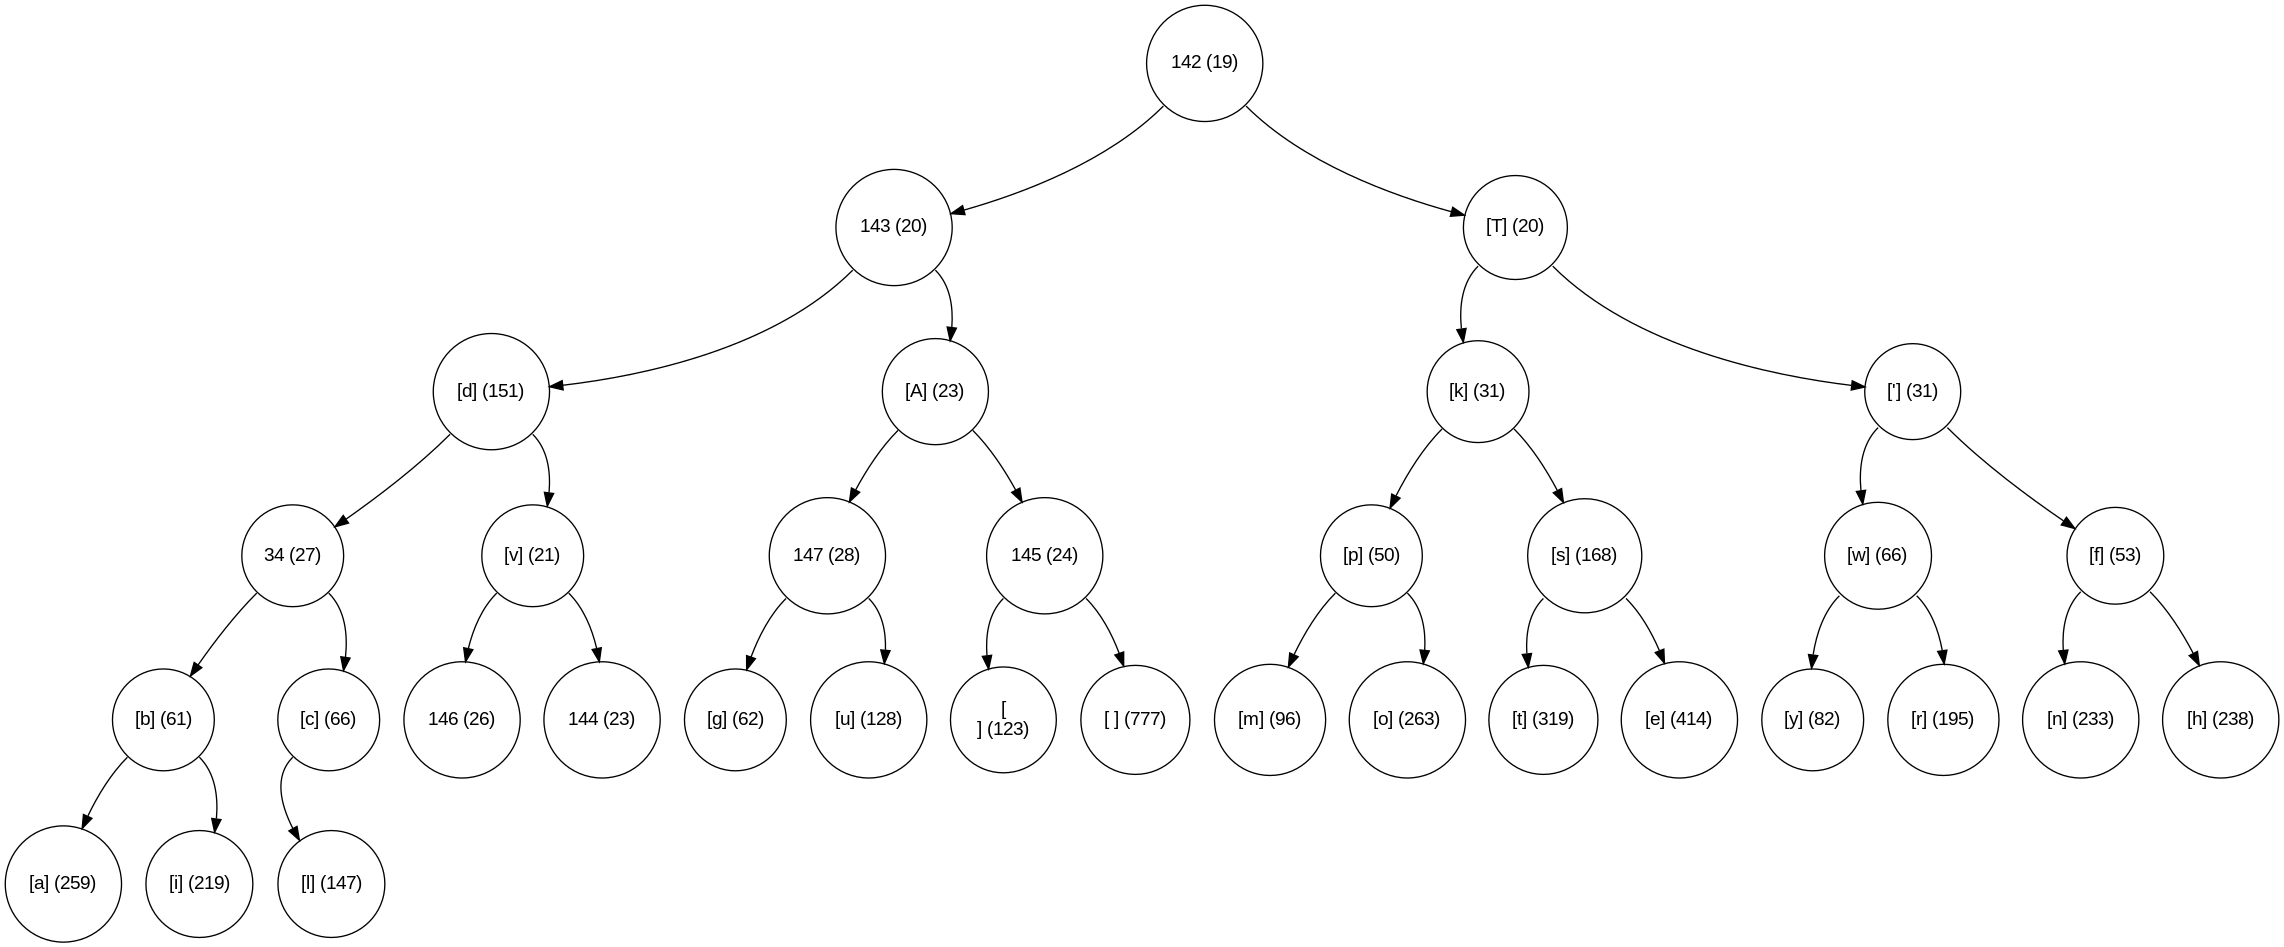 142 (19)
143 (20)
[T] (20)
[d] (151)
[A] (23)
[k] (31)
['] (31)
34 (27)
[v] (21)
147 (28)
145 (24)
[p] (50)
[s] (168)
[w] (66)
[f] (53)
[b] (61)
[c] (66)
146 (26)
144 (23)
[g] (62)
[u] (128)
[
] (123)
[ ] (777)
[m] (96)
[o] (263)
[t] (319)
[e] (414)
[y] (82)
[r] (195)
[n] (233)
[h] (238)
[a] (259)
[i] (219)
[l] (147)